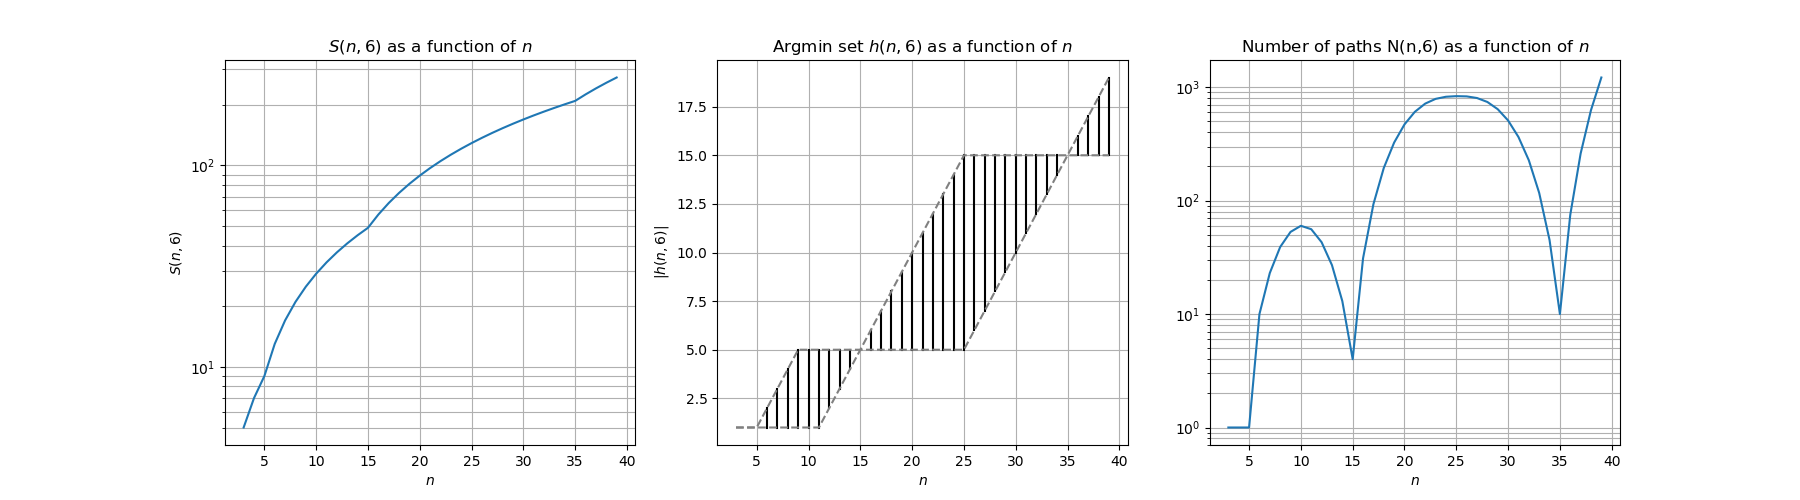 S(n, 6) as a function of n
S(n, 6)
10²
10¹
5 10 15 20 25 30 35 40
n
Argmin set h(n, 6) as a function of n
|h(n, 6)|
17.5
15.0
12.5
10.0
7.5
5.0
2.5
5 10 15 20 25 30 35 40
n
Number of paths N(n,6) as a function of n
10³
10²
10¹
10⁰
5 10 15 20 25 30 35 40
n